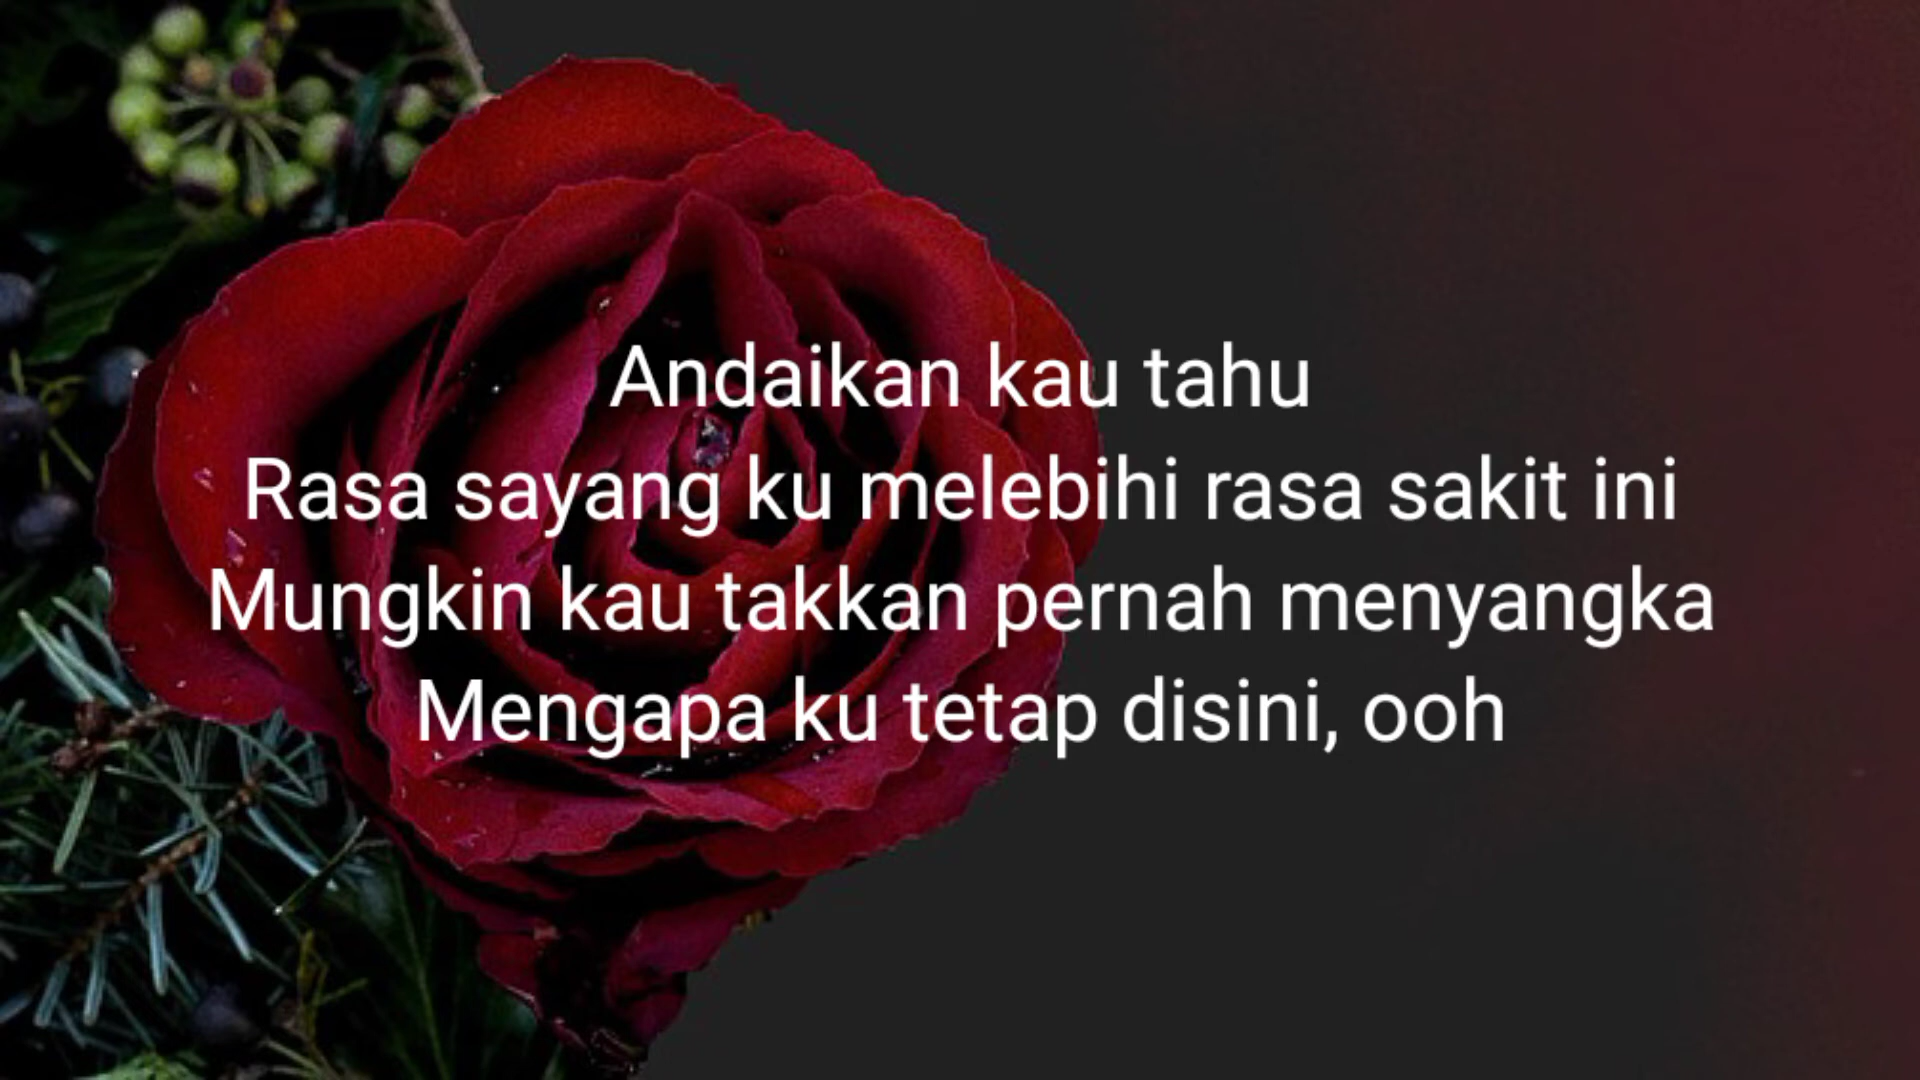 Andaikan kau tahu
Rasa sayang ku melebihi rasa sakit ini
Mungkin kau takkan pernah menyangka
Mengapa ku tetap disini, ooh